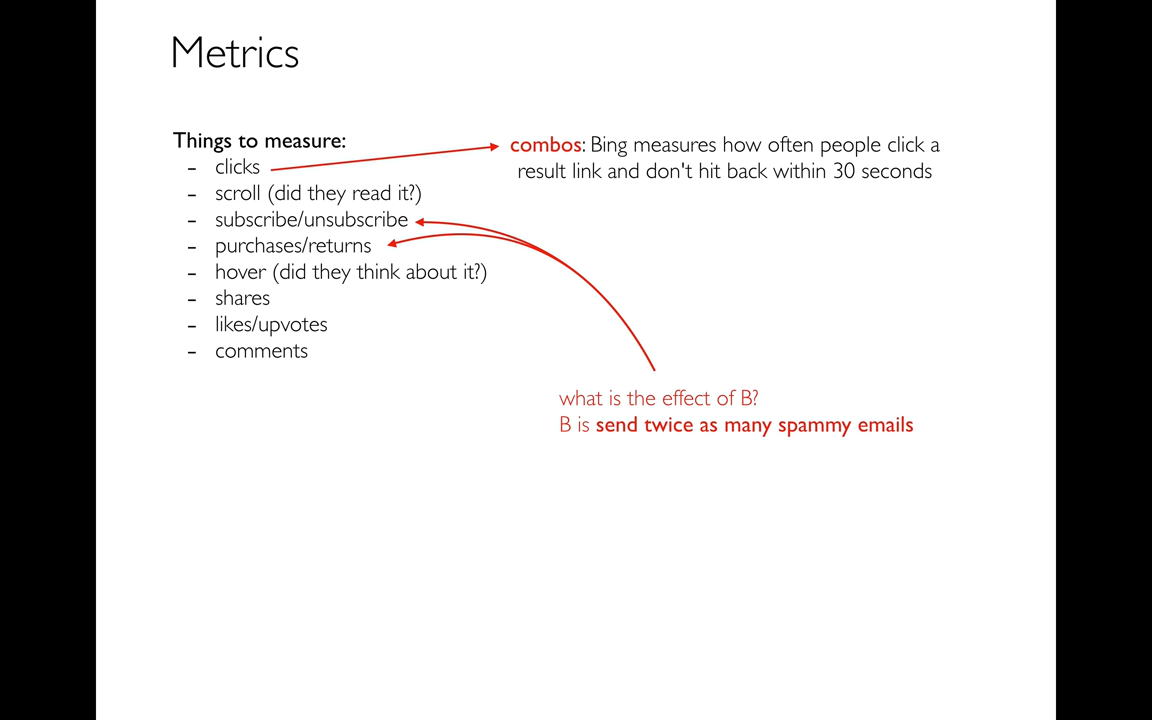 Metrics
Things to measure:
- clicks
- scroll (did they read it?)
- subscribe/unsubscribe
- purchases/returns
- hover (did they think about it?)
- shares
- likes/upvotes
- comments
combos: Bing measures how often people click a
result link and don't hit back within 30 seconds
what is the effect of B?
B is send twice as many spammy emails